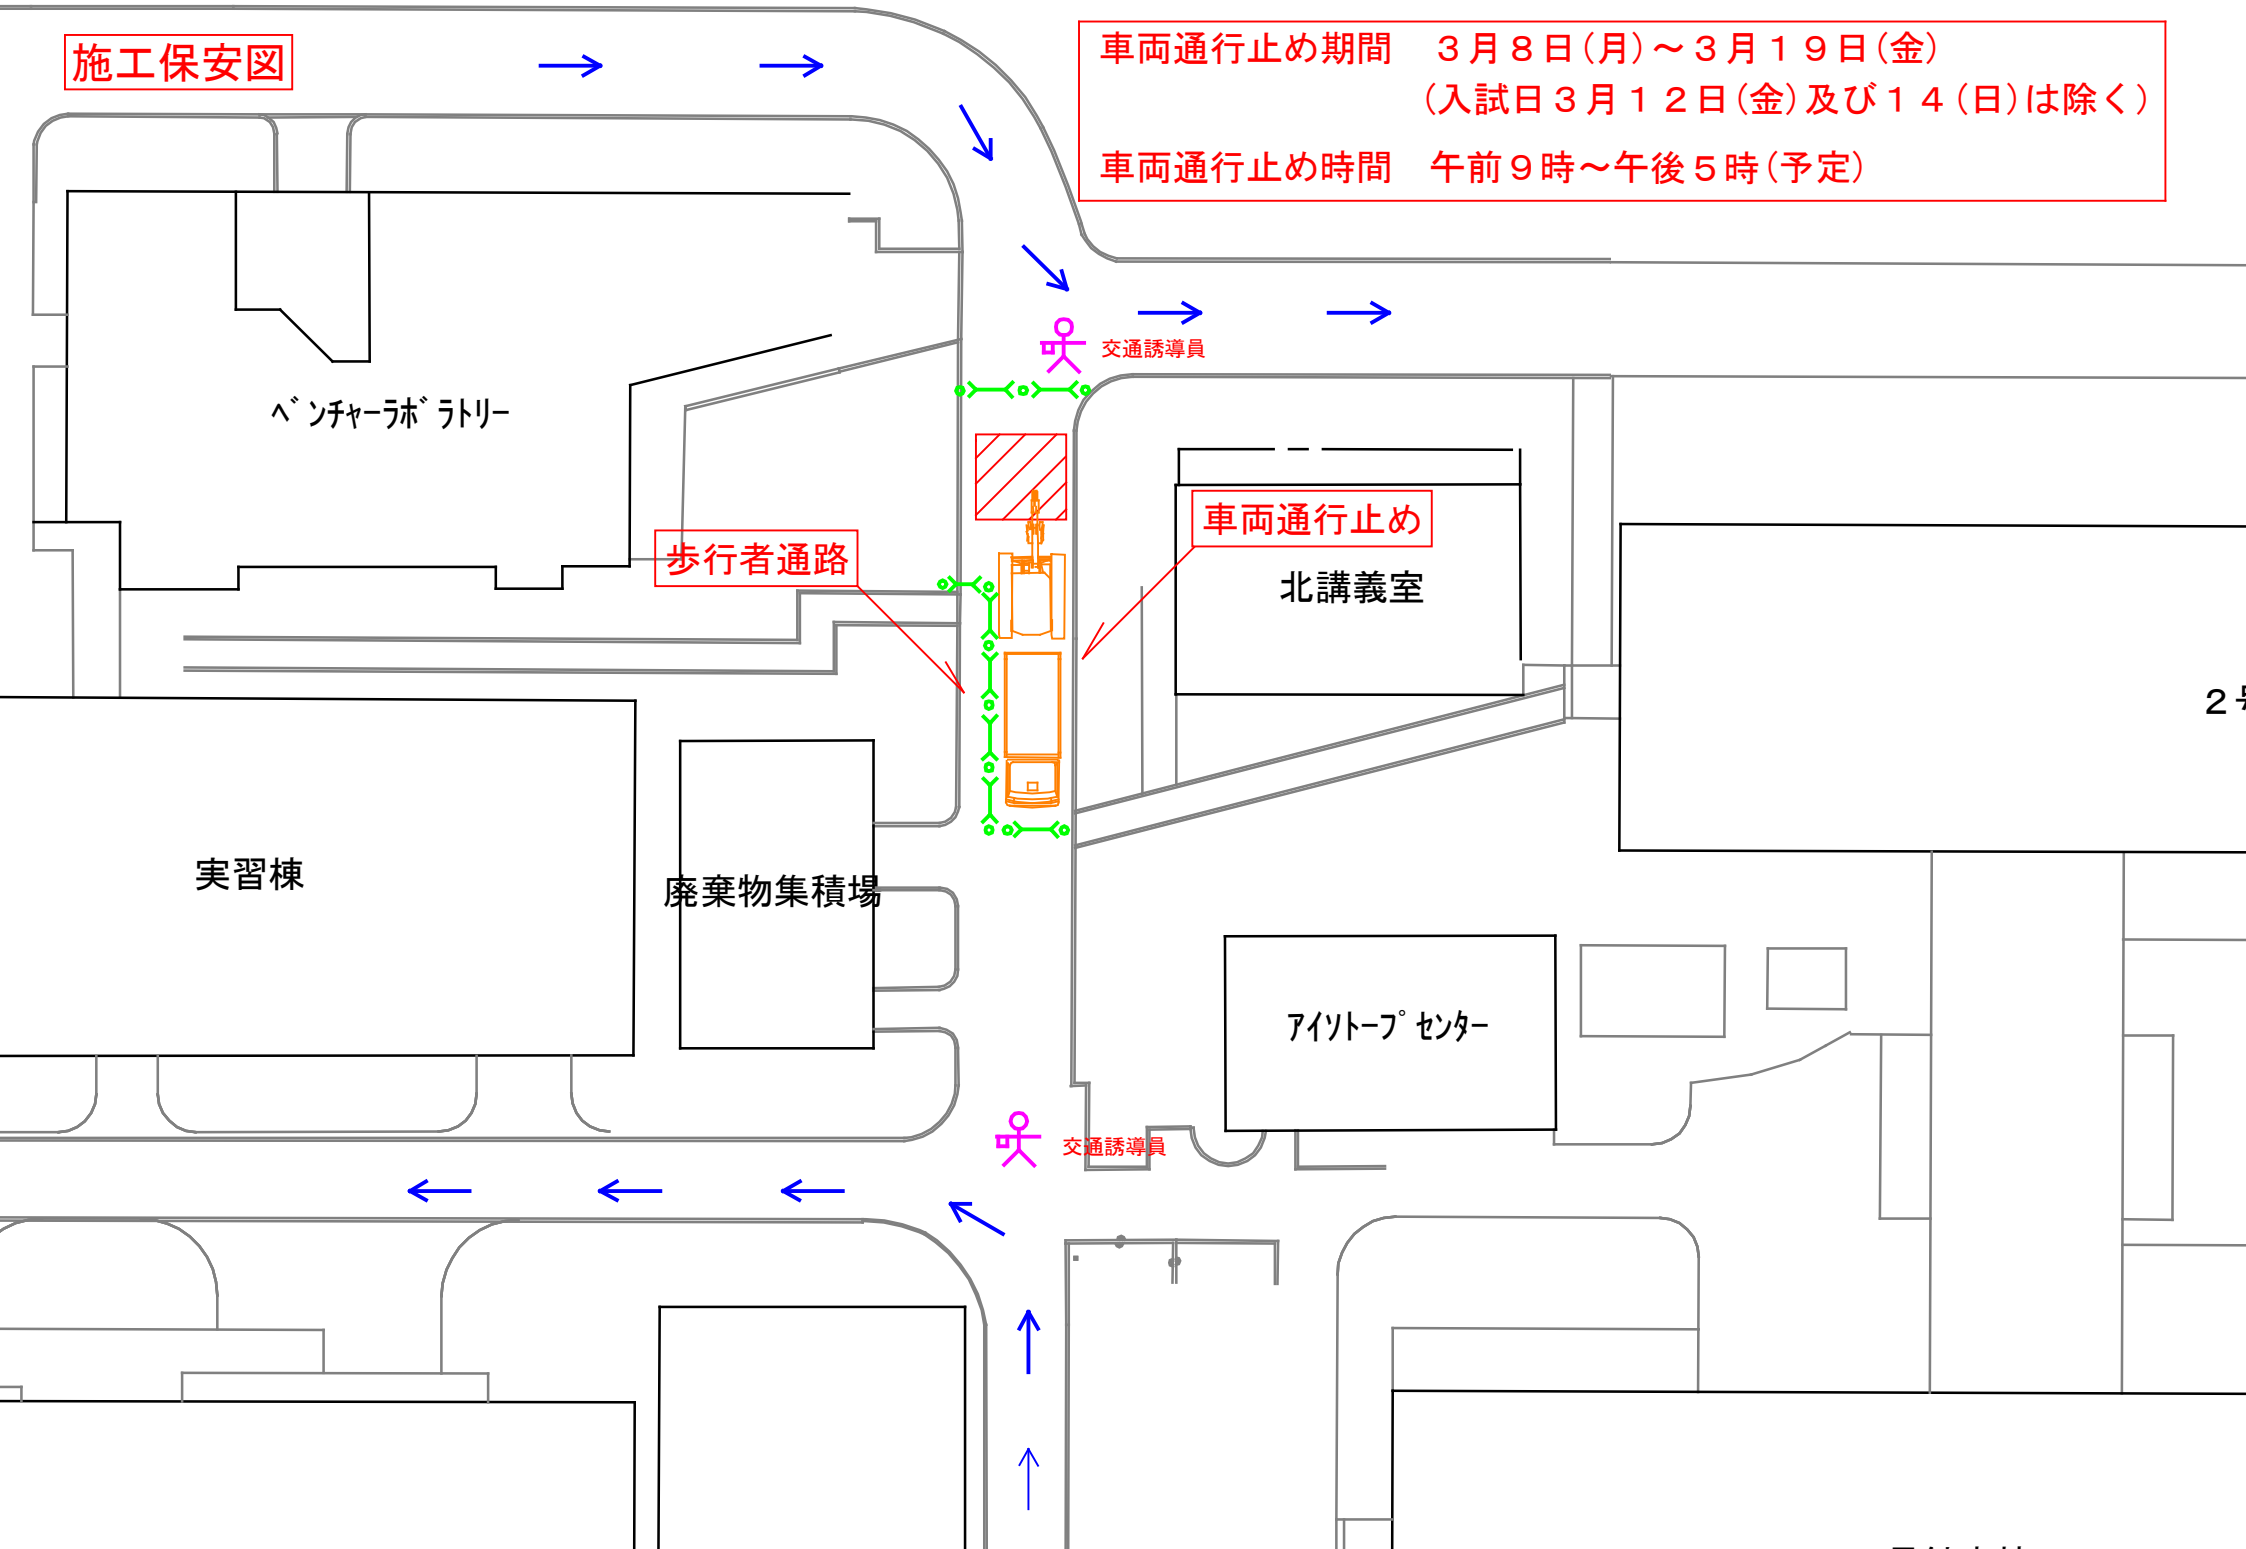 施工保安図
車両通行止め期間　３月８日(月)～３月１９日(金)
(入試日３月１２日(金)及び１４(日)は除く)
車両通行止め時間　午前９時～午後５時(予定)
交通誘導員
ﾍﾞﾝﾁｬｰﾗﾎﾞﾗﾄﾘｰ
車両通行止め
歩行者通路
北講義室
２号
実習棟
廃棄物集積場
ｱｲｿﾄｰﾌﾟｾﾝﾀｰ
交通誘導員